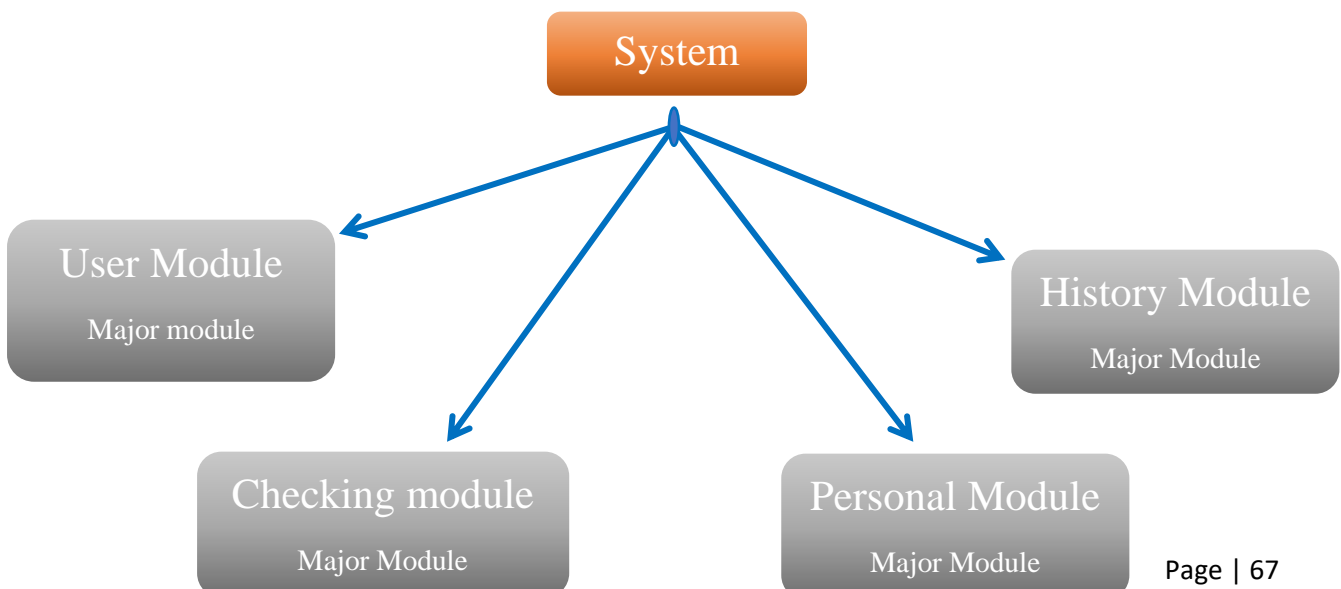 System
User Module
Major module
History Module
Major Module
Checking module
Major Module
Personal Module
Major Module
Page | 67